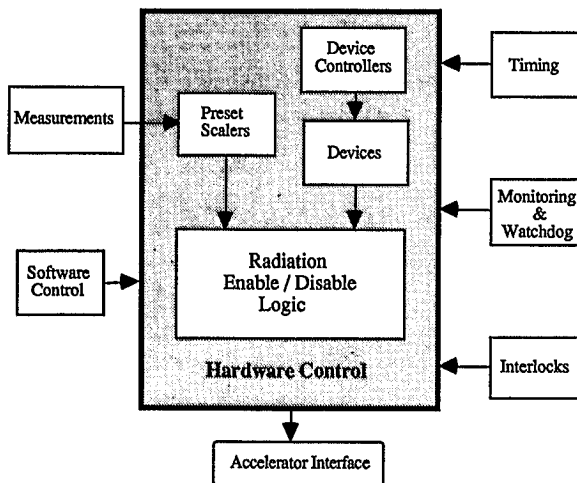 Device
Controllers
Timing
Measurements
Preset
Scalers
Devices
Monitoring
&
Watchdog
Software
Control
Radiation
Enable / Disable
Logic
Hardware Control
Interlocks
Accelerator Interface